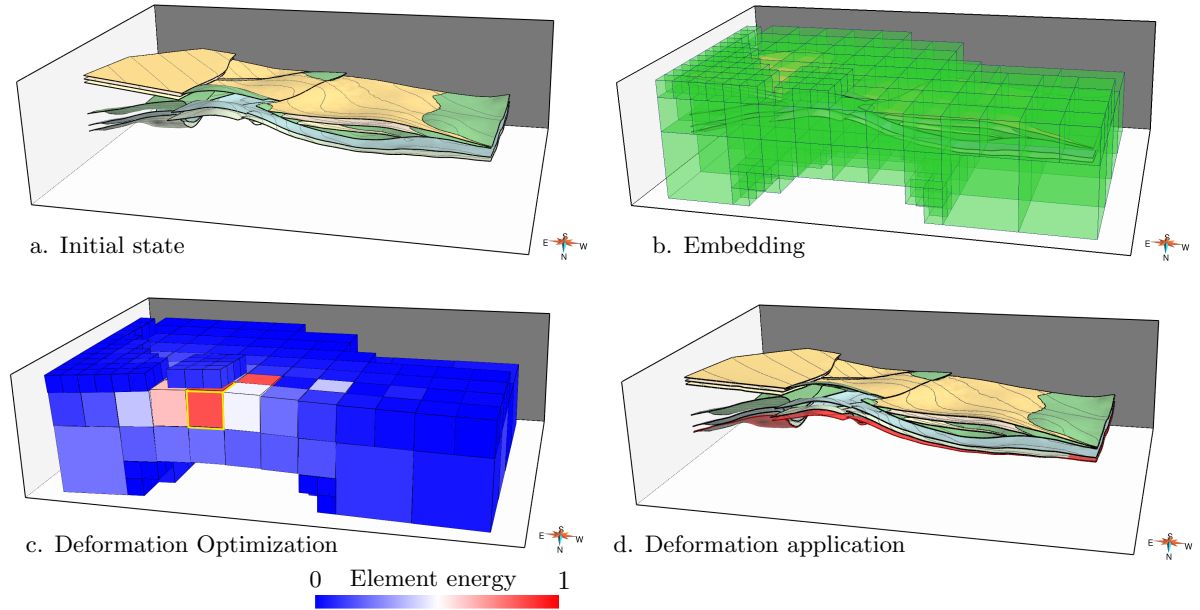 S
E W
N
a. Initial state
S
E W
N
b. Embedding
S
E W
N
c. Deformation Optimization
S
E W
N
d. Deformation application
0 Element energy 1